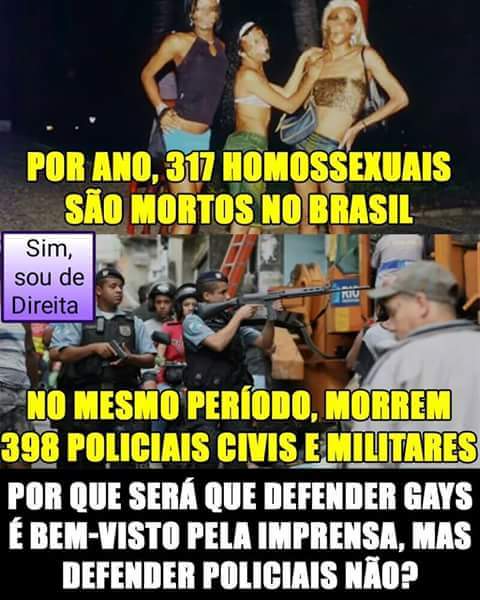 POR ANO, 317 HOMOSSEXUAIS
SÃO MORTOS NO BRASIL
Sim,
sou de
Direita
RIO
NO MESMO PERÍODO, MORREM
398 POLICIAIS CIVIS E MILITARES
POR QUE SERÁ QUE DEFENDER GAYS
É BEM-VISTO PELA IMPRENSA, MAS
DEFENDER POLICIAIS NÃO?